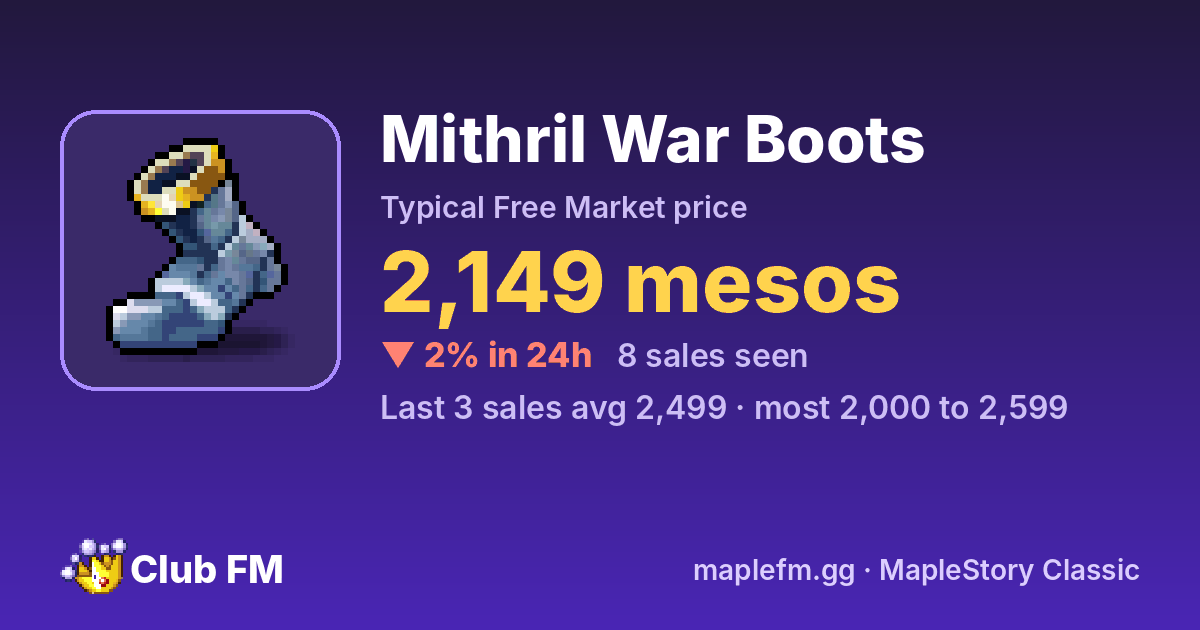 Mithril War Boots
Typical Free Market price
2,149 mesos
▼ 2% in 24h 8 sales seen
Last 3 sales avg 2,499 · most 2,000 to 2,599
Club FM
maplefm.gg · MapleStory Classic